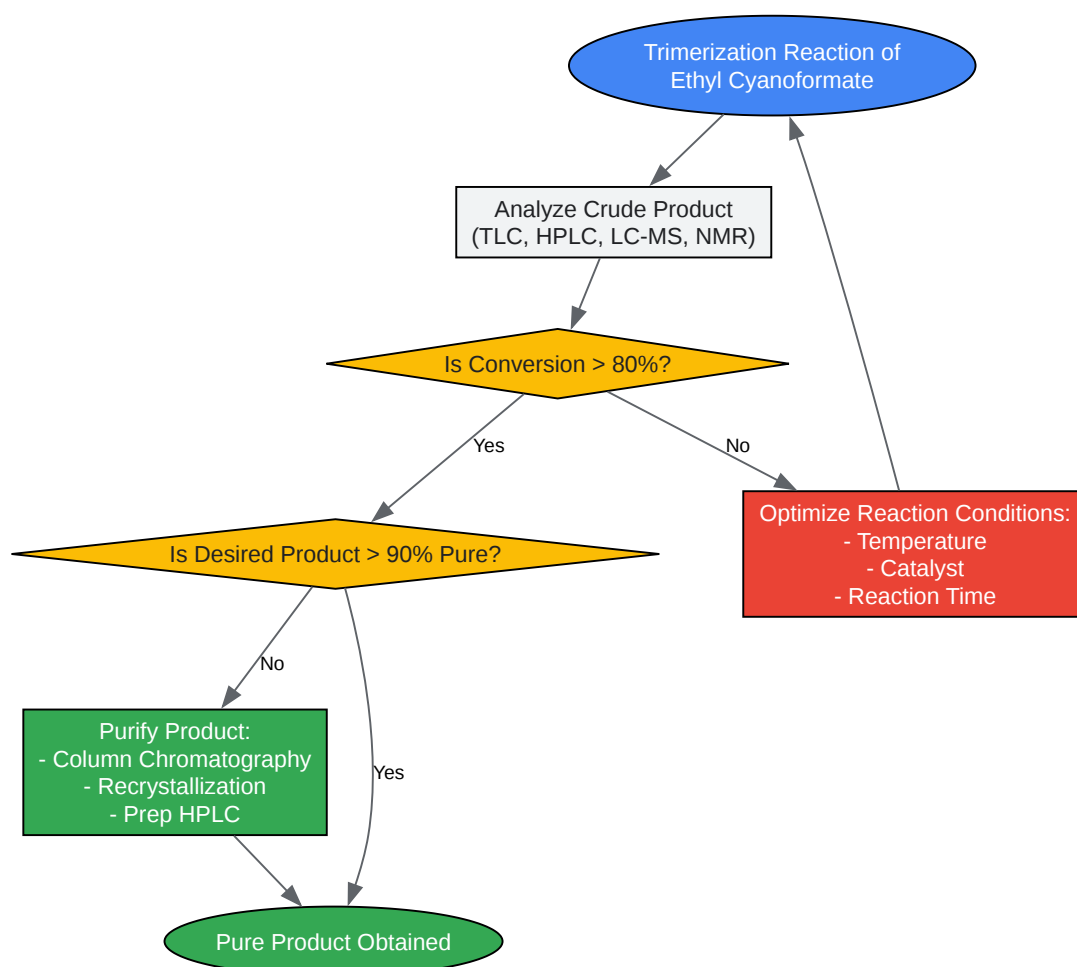 Trimerization Reaction of
Ethyl Cyanoformate
Analyze Crude Product
(TLC, HPLC, LC-MS, NMR)
Is Conversion > 80%?
Yes
No
Optimize Reaction Conditions:
- Temperature
- Catalyst
- Reaction Time
Is Desired Product > 90% Pure?
No
Yes
Purify Product:
- Column Chromatography
- Recrystallization
- Prep HPLC
Pure Product Obtained